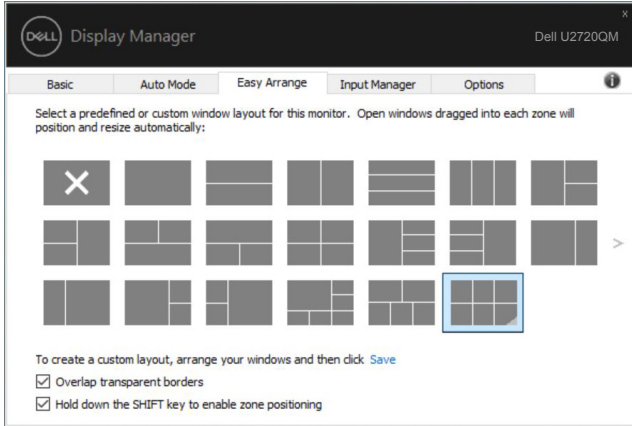 x
DELL Display Manager
Dell U2720QM
Basic Auto Mode Easy Arrange Input Manager Options
Select a predefined or custom window layout for this monitor. Open windows dragged into each zone will
position and resize automatically:
>
To create a custom layout, arrange your windows and then click Save
Overlap transparent borders
Hold down the SHIFT key to enable zone positioning